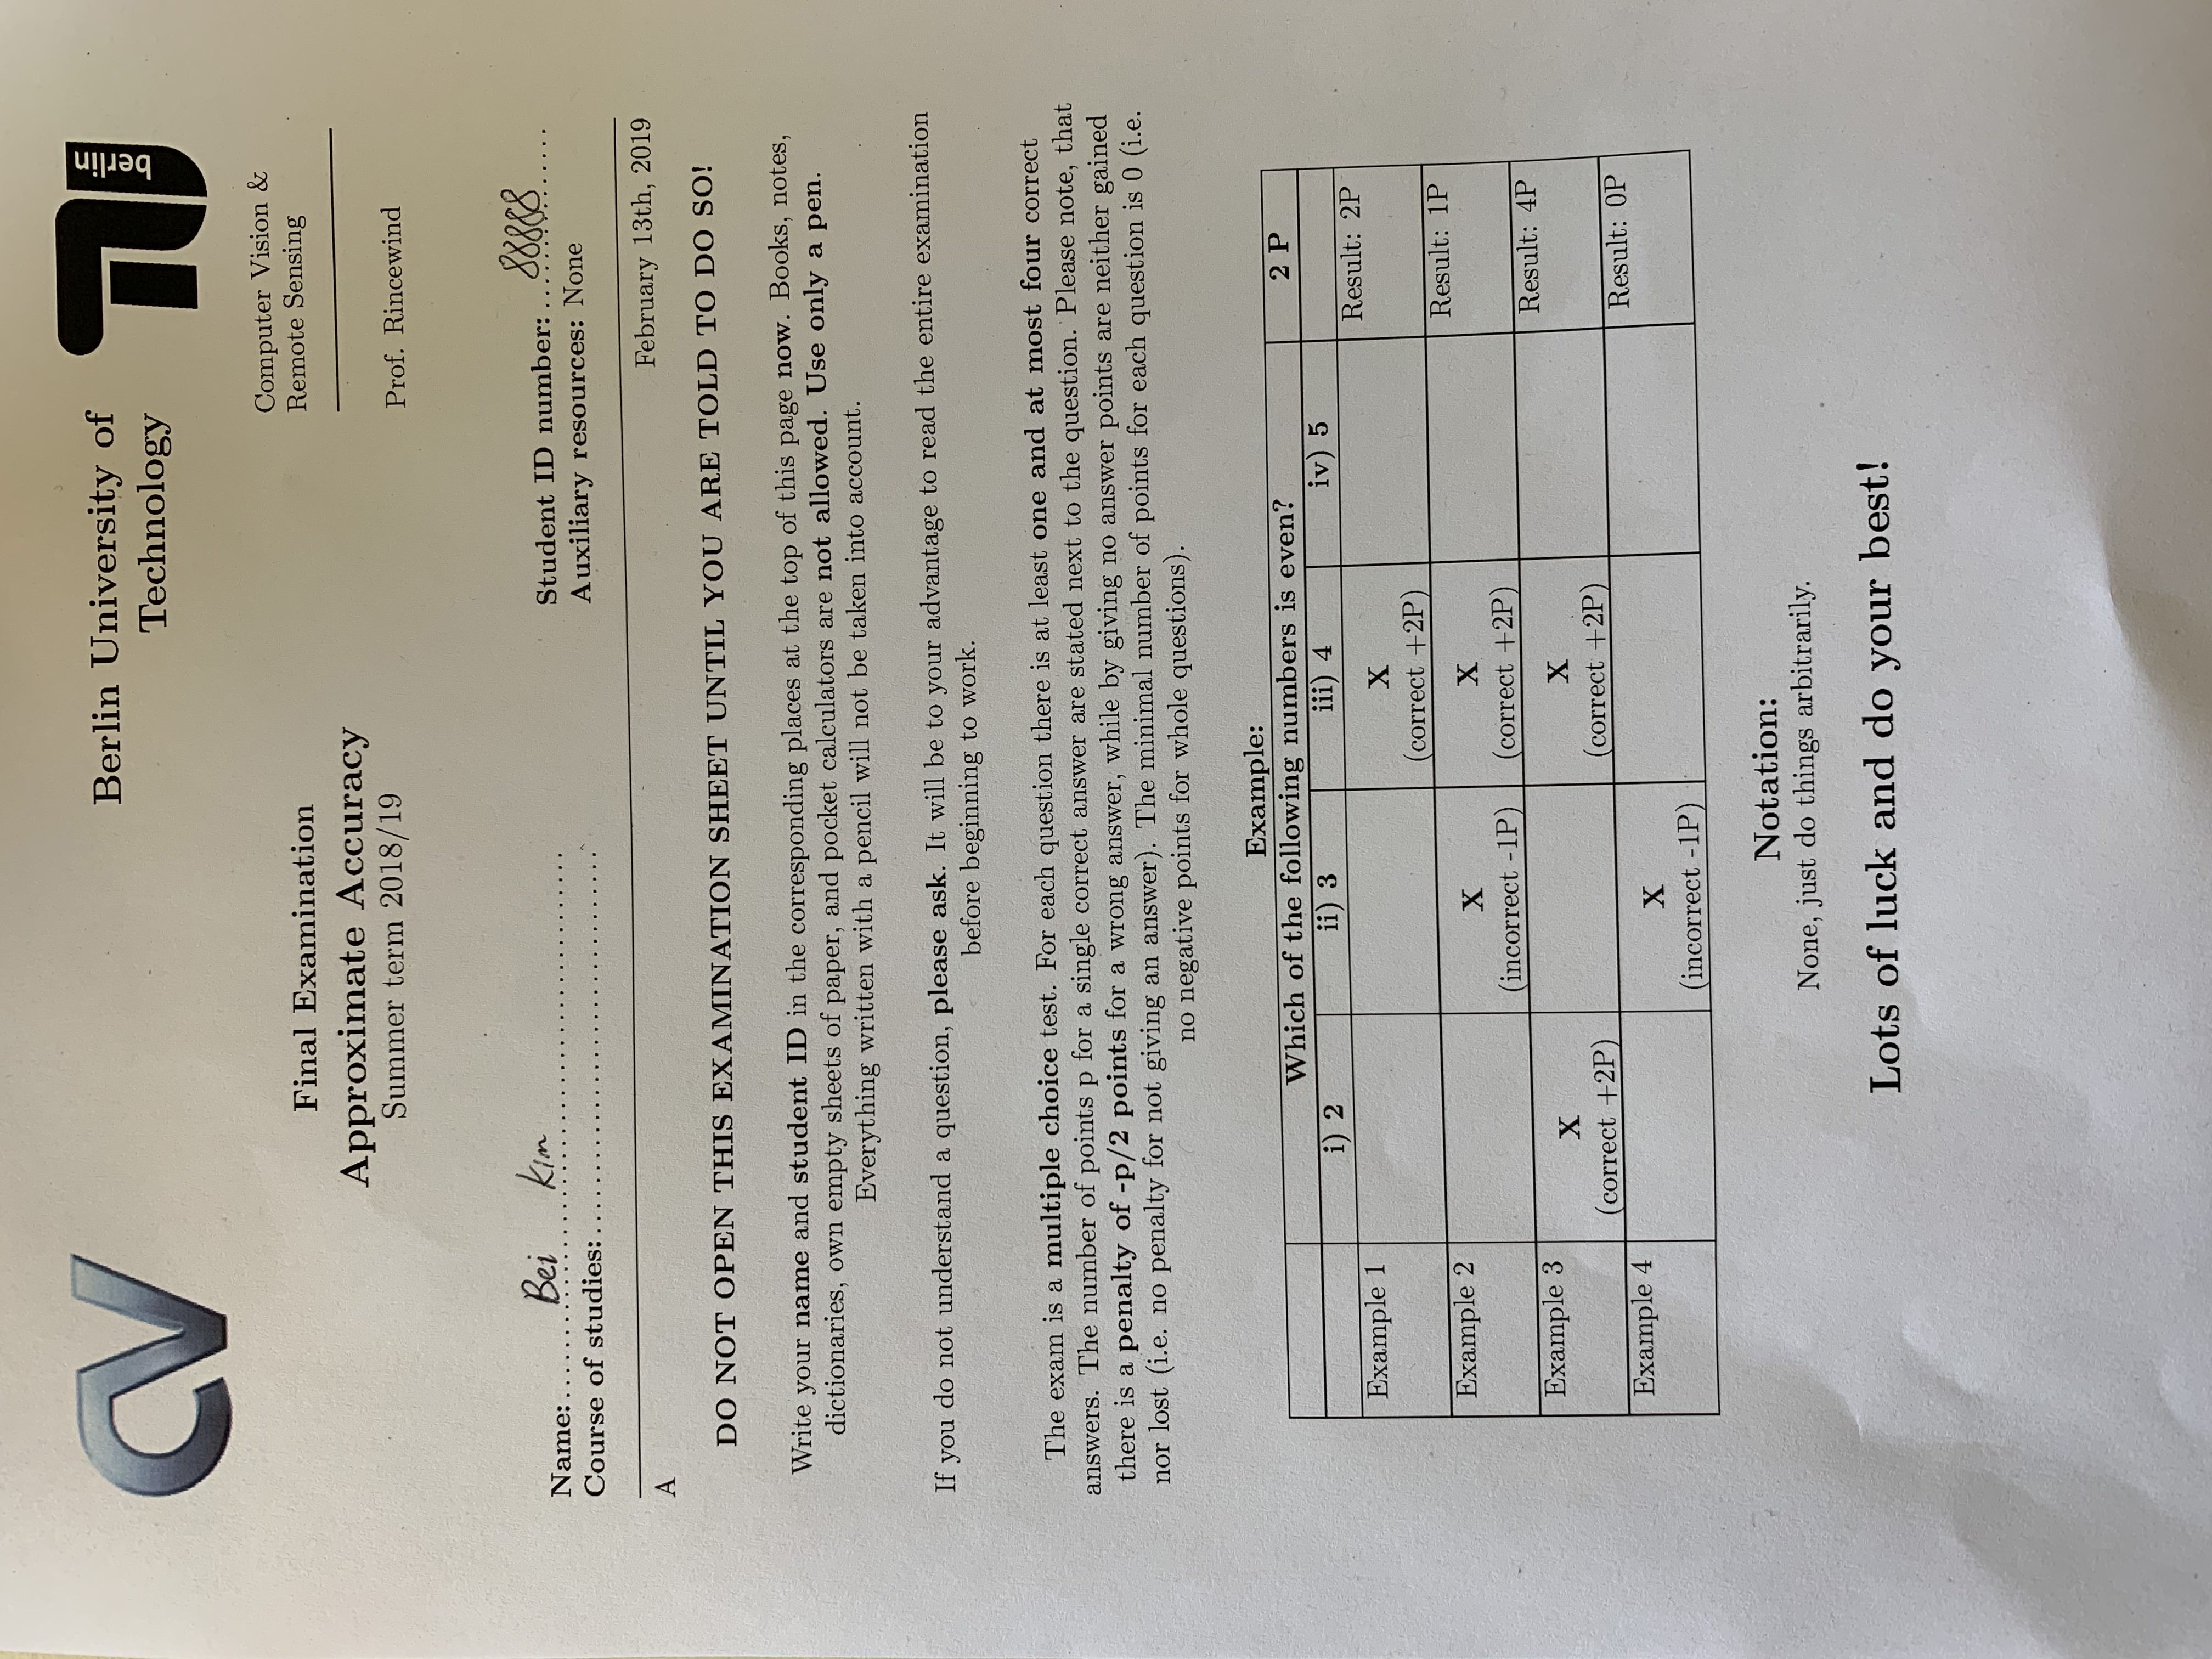 CV
Berlin University of
Technology
berlin
Computer Vision &
Remote Sensing
Final Examination
Approximate Accuracy
Summer term 2018/19
Prof. Rincewind
Name:.....Bei Kim.....
Student ID number: ...88888...
Course of studies:..........
Auxiliary resources: None
A
February 13th, 2019
DO NOT OPEN THIS EXAMINATION SHEET UNTIL YOU ARE TOLD TO DO SO!
Write your name and student ID in the corresponding places at the top of this page now. Books, notes,
dictionaries, own empty sheets of paper, and pocket calculators are not allowed. Use only a pen.
Everything written with a pencil will not be taken into account.
If you do not understand a question, please ask. It will be to your advantage to read the entire examination
before beginning to work.
The exam is a multiple choice test. For each question there is at least one and at most four correct
answers. The number of points p for a single correct answer are stated next to the question. Please note, that
there is a penalty of -p/2 points for a wrong answer, while by giving no answer points are neither gained
nor lost (i.e. no penalty for not giving an answer). The minimal number of points for each question is 0 (i.e.
no negative points for whole questions).
Example:
Which of the following numbers is even? 2 P
i) 2 ii) 3 iii) 4 iv) 5
Example 1 X Result: 2P
(correct +2P)
Example 2 X X Result: 1P
(incorrect -1P) (correct +2P)
Example 3 X X Result: 4P
(correct +2P) (correct +2P)
Example 4 X Result: 0P
(incorrect -1P)
Notation:
None, just do things arbitrarily.
Lots of luck and do your best!